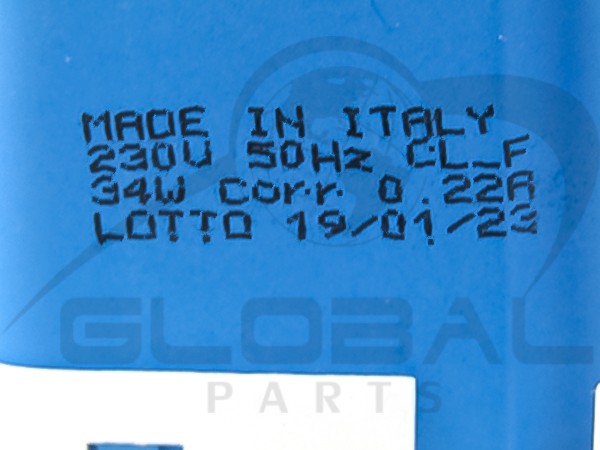 MADE IN ITALY
230V 50Hz CL_F
34W Corr. 0.22A
LOTTO 19/01/23
GLOBAL
PARTS